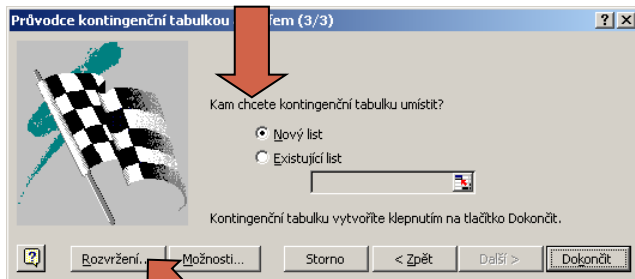 Průvodce kontingenční tabulkou fem (3/3)
Kam chcete kontingenční tabulku umístit?
Nový list
Existující list
Kontingenční tabulku vytvoříte klepnutím na tlačítko Dokončit.
Rozvržení... Možnosti... Storno < Zpět Další > Dokončit